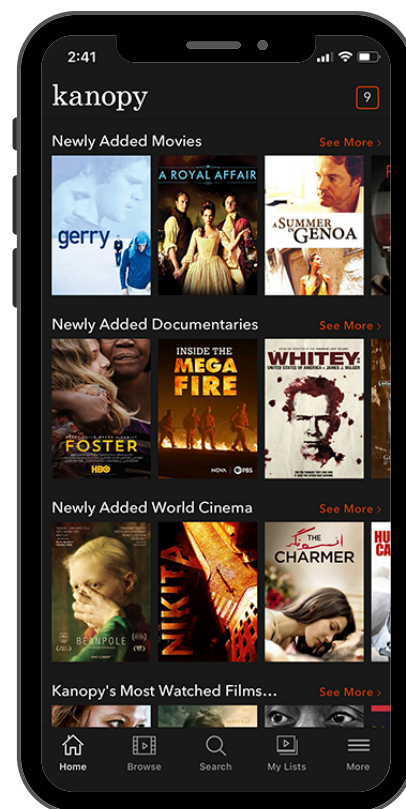 2:41
kanopy
9
Newly Added Movies
See More >
gerry
A ROYAL AFFAIR
A SUMMER
IN GENOA
Newly Added Documentaries
See More >
FOSTER
HBO
INSIDE THE
MEGA
FIRE
NOVA
PBS
WHITEY:
UNITED STATES OF AMERICA v. JAMES J. BULGER
Newly Added World Cinema
See More >
BEANPOLE
NIKITA
افسونگر
THE
CHARMER
HU
CA
Kanopy's Most Watched Films...
See More >
Home
Browse
Search
My Lists
More